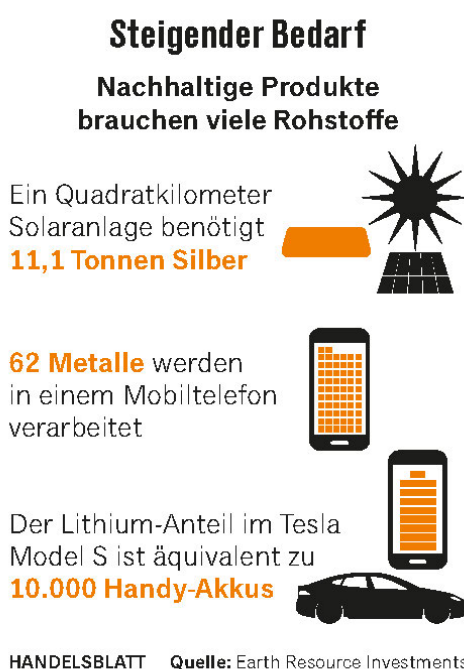 Steigender Bedarf
Nachhaltige Produkte
brauchen viele Rohstoffe
Ein Quadratkilometer
Solaranlage benötigt
11,1 Tonnen Silber
62 Metalle werden
in einem Mobiltelefon
verarbeitet
Der Lithium-Anteil im Tesla
Model S ist äquivalent zu
10.000 Handy-Akkus
HANDELSBLATT Quelle: Earth Resource Investments